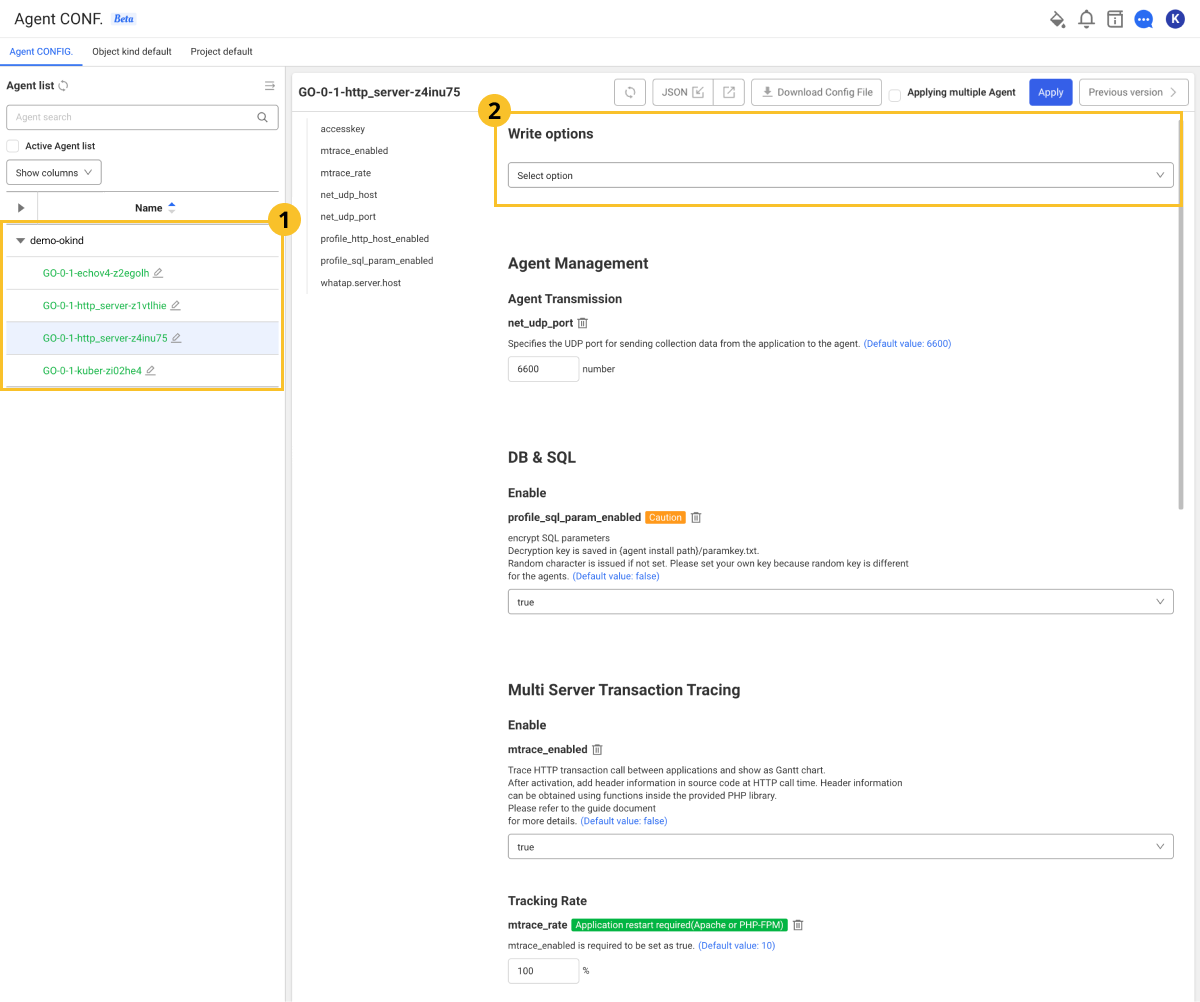 Agent CONF. Beta
K
Agent CONFIG. Object kind default Project default
Agent list
Agent search
Active Agent list
Show columns
Name
1
demo-okind
GO-0-1-echov4-z2egolh
GO-0-1-http_server-z1vtlhie
GO-0-1-http_server-z4inu75
GO-0-1-kuber-zi02he4
GO-0-1-http_server-z4inu75
JSON
Download Config File
Applying multiple Agent
Apply
Previous version
accesskey
mtrace_enabled
mtrace_rate
net_udp_host
net_udp_port
profile_http_host_enabled
profile_sql_param_enabled
whatap.server.host
2
Write options
Select option
Agent Management
Agent Transmission
net_udp_port
Specifies the UDP port for sending collection data from the application to the agent. (Default value: 6600)
6600 number
DB & SQL
Enable
profile_sql_param_enabled Caution
encrypt SQL parameters
Decryption key is saved in {agent install path}/paramkey.txt.
Random character is issued if not set. Please set your own key because random key is different
for the agents. (Default value: false)
true
Multi Server Transaction Tracing
Enable
mtrace_enabled
Trace HTTP transaction call between applications and show as Gantt chart.
After activation, add header information in source code at HTTP call time. Header information
can be obtained using functions inside the provided PHP library.
Please refer to the guide document
for more details. (Default value: false)
true
Tracking Rate
mtrace_rate Application restart required(Apache or PHP-FPM)
mtrace_enabled is required to be set as true. (Default value: 10)
100 %